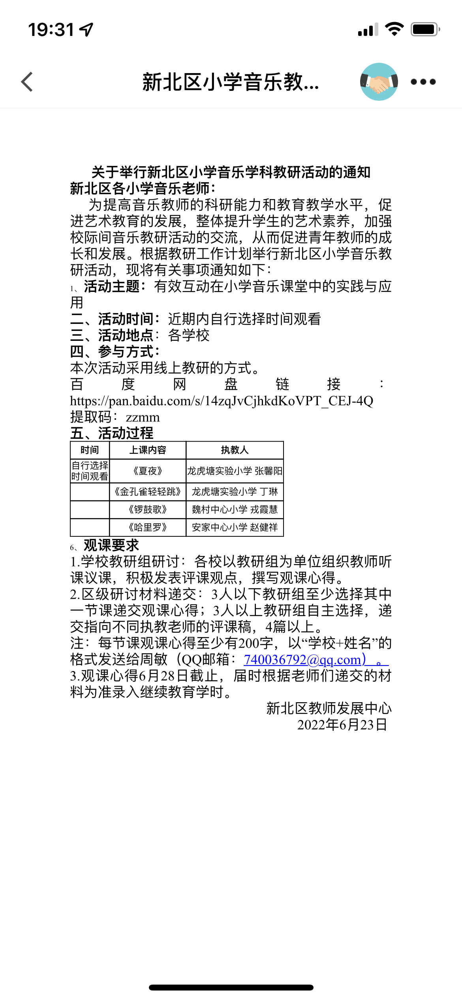 19:31
新北区小学音乐教...
关于举行新北区小学音乐学科教研活动的通知
新北区各小学音乐老师：
为提高音乐教师的科研能力和教育教学水平，促
进艺术教育的发展，整体提升学生的艺术素养，加强
校际间音乐教研活动的交流，从而促进青年教师的成
长和发展。根据教研工作计划举行新北区小学音乐教
研活动，现将有关事项通知如下：
1、活动主题：有效互动在小学音乐课堂中的实践与应
用
二、活动时间：近期内自行选择时间观看
三、活动地点：各学校
四、参与方式：
本次活动采用线上教研的方式。
百度网盘链接：
https://pan.baidu.com/s/14zqJvCjhkdKoVPT_CEJ-4Q
提取码：zzmm
五、活动过程
时间 上课内容 执教人
自行选择
时间观看 《夏夜》 龙虎塘实验小学 张馨阳
《金孔雀轻轻跳》 龙虎塘实验小学 丁琳
《锣鼓歌》 魏村中心小学 戎霞慧
《哈里罗》 安家中心小学 赵健祥
6、观课要求
1.学校教研组研讨：各校以教研组为单位组织教师听
课议课，积极发表评课观点，撰写观课心得。
2.区级研讨材料递交：3人以下教研组至少选择其中
一节课递交观课心得；3人以上教研组自主选择，递
交指向不同执教老师的评课稿，4篇以上。
注：每节课观课心得至少有200字，以“学校+姓名”的
格式发送给周敏（QQ邮箱：740036792@qq.com）。
3.观课心得6月28日截止，届时根据老师们递交的材
料为准录入继续教育学时。
新北区教师发展中心
2022年6月23日